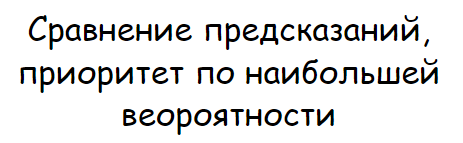 Сравнение предсказаний,
приоритет по наибольшей
веороятности